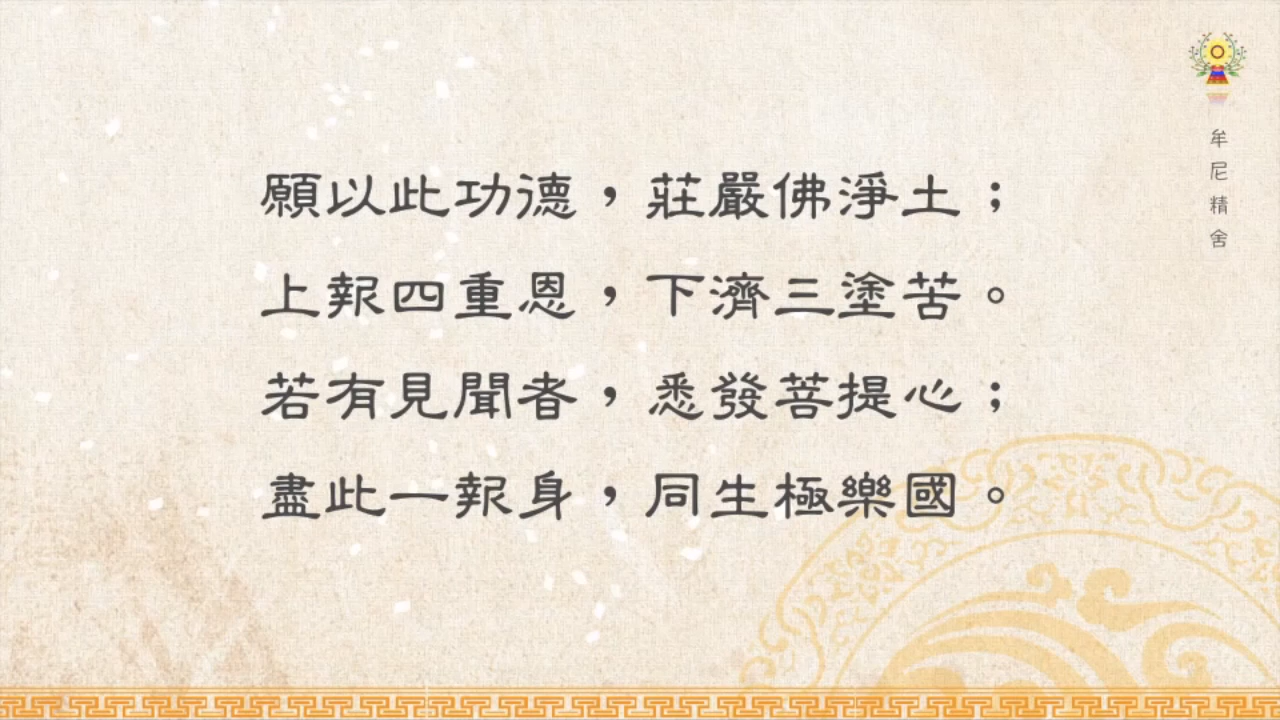 願以此功德，莊嚴佛淨土；
上報四重恩，下濟三塗苦。
若有見聞者，悉發菩提心；
盡此一報身，同生極樂國。
牟尼精舍